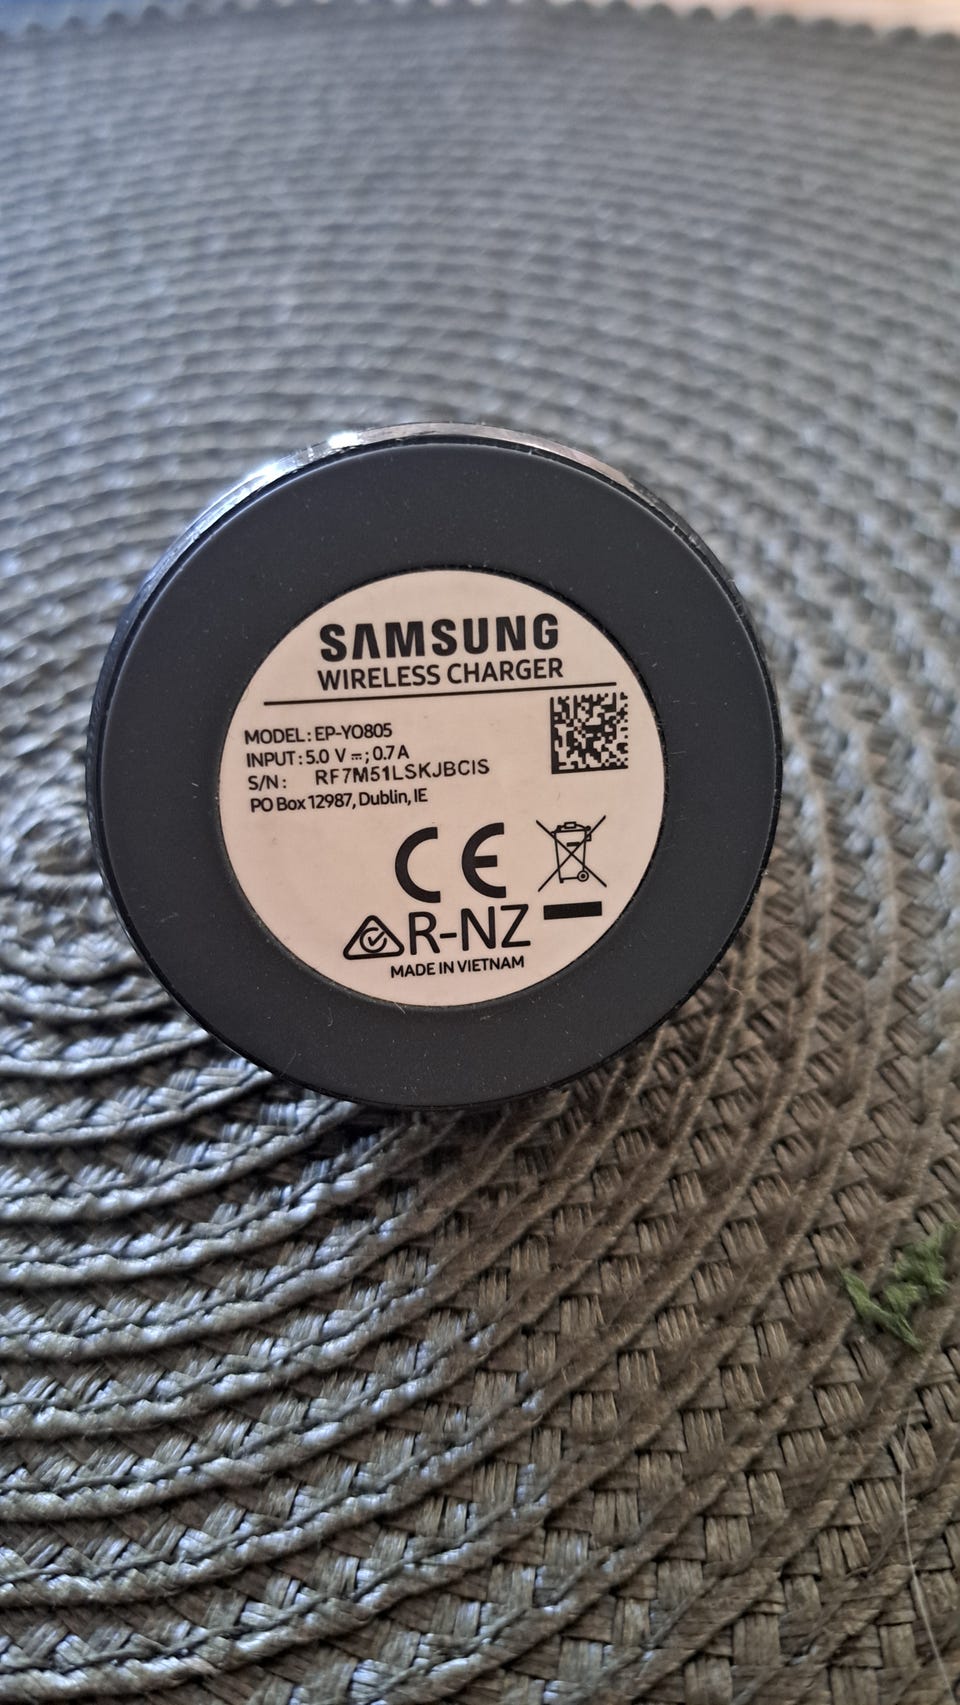 SAMSUNG
WIRELESS CHARGER
MODEL: EP-YO805
INPUT: 5.0 V ⎓; 0.7 A
S/N: RF7M51LSKJBCIS
PO Box 12987, Dublin, IE
CE
R-NZ
MADE IN VIETNAM